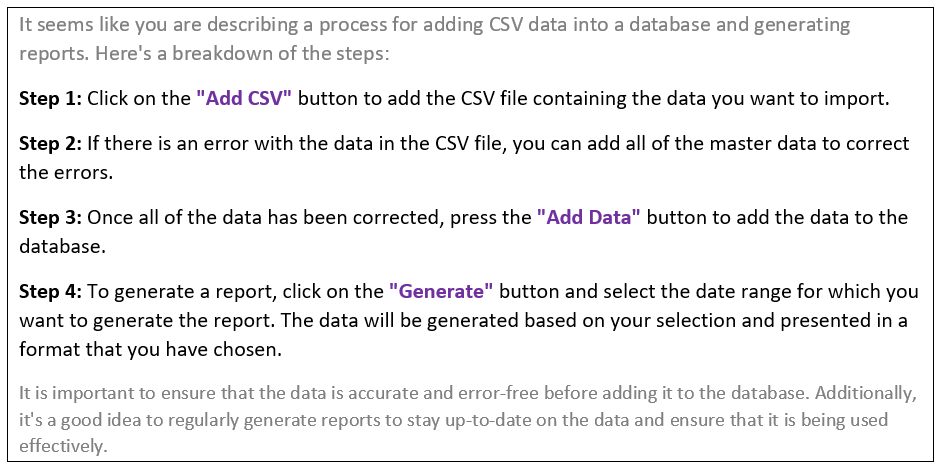 It seems like you are describing a process for adding CSV data into a database and generating
reports. Here's a breakdown of the steps:
Step 1: Click on the "Add CSV" button to add the CSV file containing the data you want to import.
Step 2: If there is an error with the data in the CSV file, you can add all of the master data to correct
the errors.
Step 3: Once all of the data has been corrected, press the "Add Data" button to add the data to the
database.
Step 4: To generate a report, click on the "Generate" button and select the date range for which you
want to generate the report. The data will be generated based on your selection and presented in a
format that you have chosen.
It is important to ensure that the data is accurate and error-free before adding it to the database. Additionally,
it's a good idea to regularly generate reports to stay up-to-date on the data and ensure that it is being used
effectively.